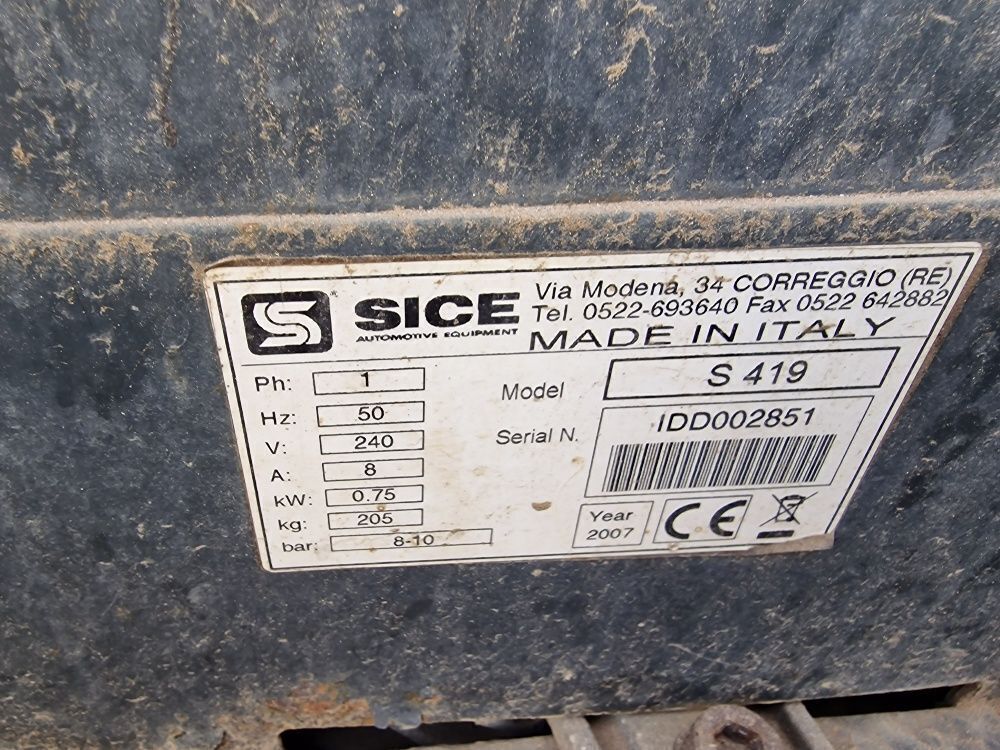 S
SICE
AUTOMOTIVE EQUIPMENT
Via Modena, 34 CORREGGIO (RE)
Tel. 0522-693640 Fax 0522 642882
MADE IN ITALY
Ph: 1
Hz: 50
V: 240
A: 8
kW: 0.75
kg: 205
bar: 8-10
Model S 419
Serial N. IDD002851
Year
2007
CE